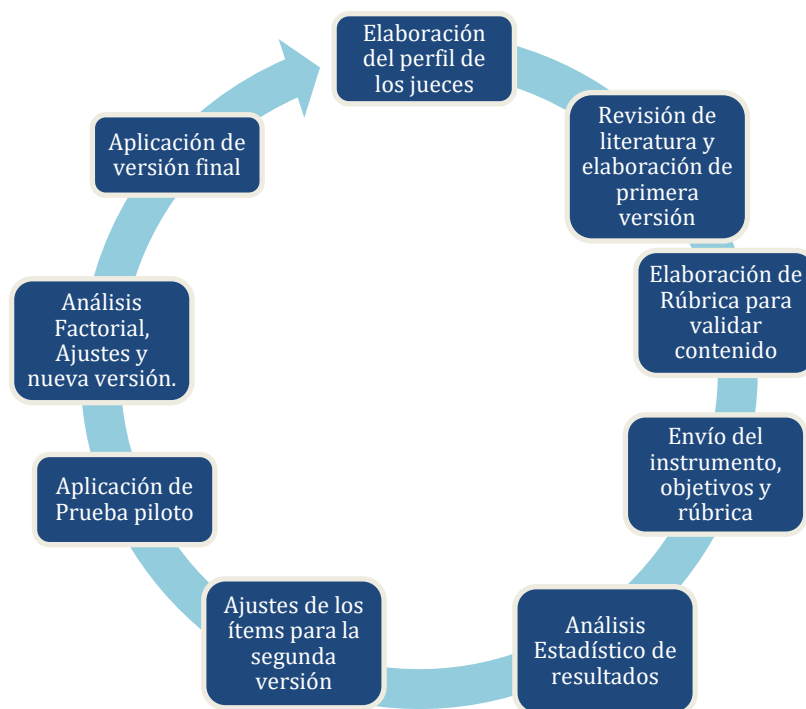 Elaboración
del perfil de
los jueces
Revisión de
literatura y
elaboración de
primera
versión
Elaboración de
Rúbrica para
validar
contenido
Envío del
instrumento,
objetivos y
rúbrica
Análisis
Estadístico de
resultados
Ajustes de los
ítems para la
segunda
versión
Aplicación de
Prueba piloto
Análisis
Factorial,
Ajustes y
nueva versión.
Aplicación de
versión final